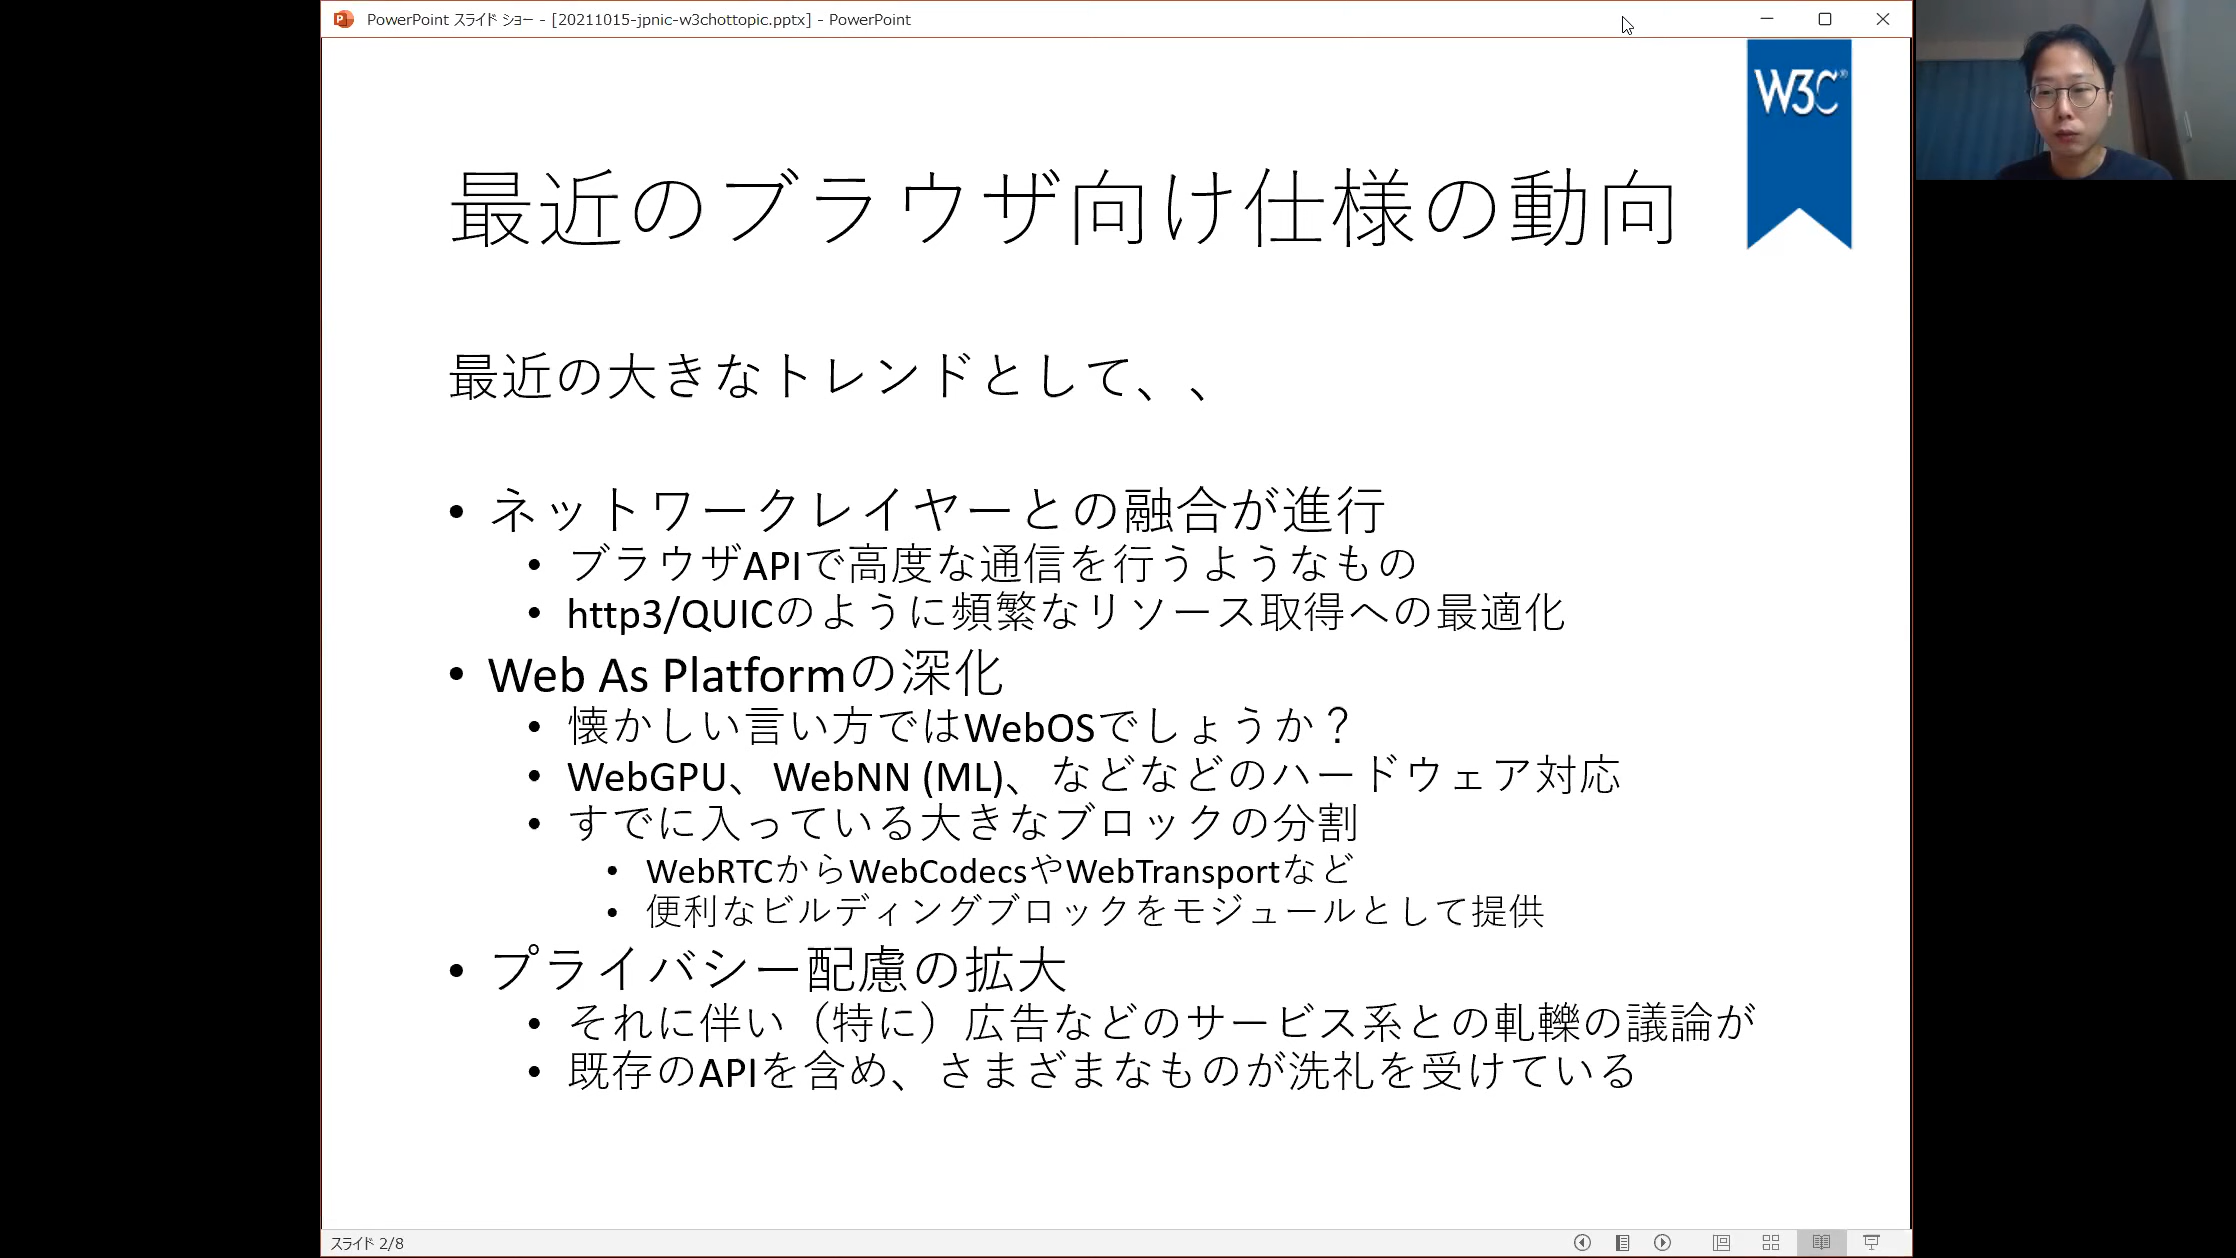 PowerPoint スライド ショー - [20211015-jpnic-w3chottopic.pptx] - PowerPoint
W3C®
最近のブラウザ向け仕様の動向
最近の大きなトレンドとして、、
• ネットワークレイヤーとの融合が進行
• ブラウザAPIで高度な通信を行うようなもの
• http3/QUICのように頻繁なリソース取得への最適化
• Web As Platformの深化
• 懐かしい言い方ではWebOSでしょうか？
• WebGPU、WebNN (ML)、などなどのハードウェア対応
• すでに入っている大きなブロックの分割
• WebRTCからWebCodecsやWebTransportなど
• 便利なビルディングブロックをモジュールとして提供
• プライバシー配慮の拡大
• それに伴い（特に）広告などのサービス系との軋轢の議論が
• 既存のAPIを含め、さまざまなものが洗礼を受けている
スライド 2/8